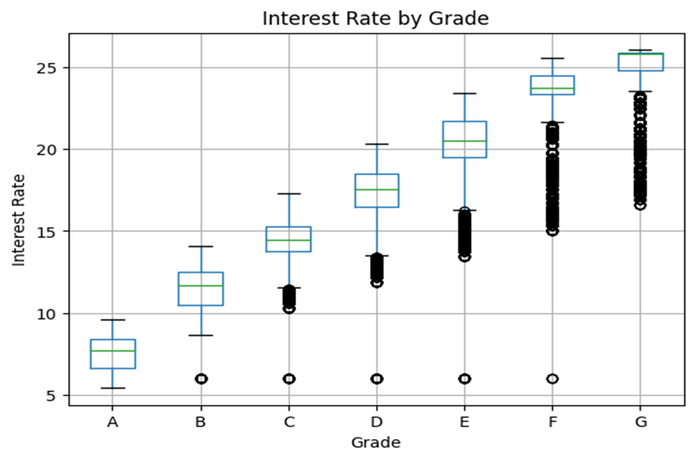 Interest Rate by Grade
Interest Rate
25
20
15
10
5
A B C D E F G
Grade